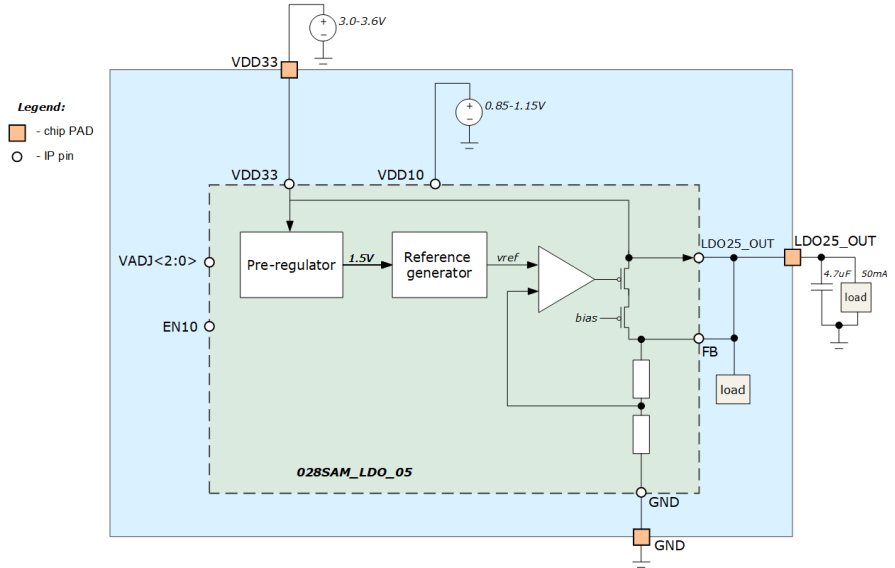 3.0-3.6V
VDD33
Legend:
- chip PAD
- IP pin
0.85-1.15V
VDD33
VDD10
LDO25_OUT
LDO25_OUT
VADJ<2:0>
Pre-regulator
1.5V
Reference
generator
vref
4.7uF
50mA
load
bias
EN10
FB
load
028SAM_LDO_05
GND
GND